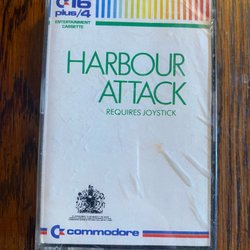 C16
plus/4
ENTERTAINMENT
CASSETTE
HARBOUR
ATTACK
REQUIRES JOYSTICK
commodore